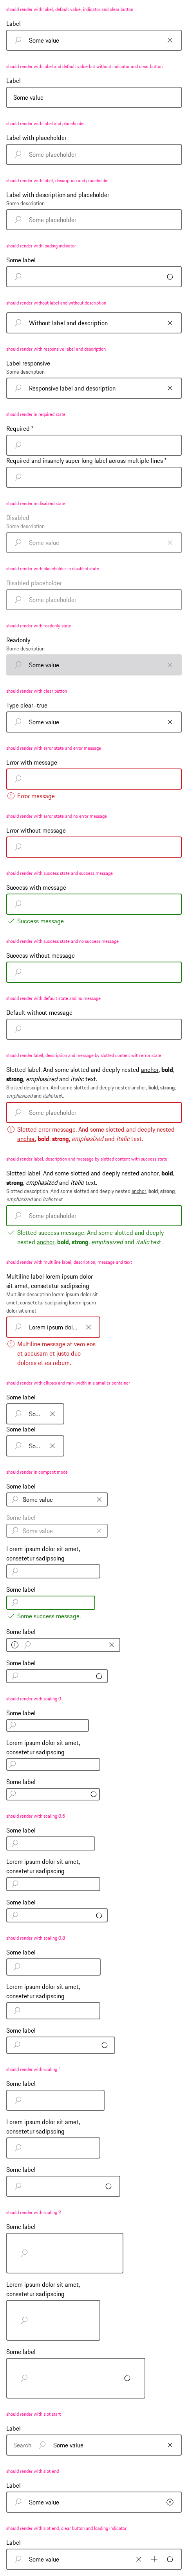 should render with label, default value, indicator and clear button
Label
Some value
should render with label and default value but without indicator and clear button
Label
Some value
should render with label and placeholder
Label with placeholder
Some placeholder
should render with label, description and placeholder
Label with description and placeholder
Some description
Some placeholder
should render with loading indicator
Some label
should render without label and without description
Without label and description
should render with responsive label and description
Label responsive
Some description
Responsive label and description
should render in required state
Required *
Required and insanely super long label across multiple lines *
should render in disabled state
Disabled
Some description
Some value
should render with placeholder in disabled state
Disabled placeholder
Some placeholder
should render with readonly state
Readonly
Some description
Some value
should render with clear button
Type clear=true
Some value
should render with error state and error message
Error with message
Error message
should render with error state and no error message
Error without message
should render with success state and success message
Success with message
Success message
should render with success state and no success message
Success without message
should render with default state and no message
Default without message
should render label, description and message by slotted content with error state
Slotted label. And some slotted and deeply nested anchor, bold,
strong, emphasized and italic text.
Slotted description. And some slotted and deeply nested anchor, bold, strong,
emphasized and italic text.
Some placeholder
Slotted error message. And some slotted and deeply nested
anchor, bold, strong, emphasized and italic text.
should render label, description and message by slotted content with success state
Slotted label. And some slotted and deeply nested anchor, bold,
strong, emphasized and italic text.
Slotted description. And some slotted and deeply nested anchor, bold, strong,
emphasized and italic text.
Some placeholder
Slotted success message. And some slotted and deeply
nested anchor, bold, strong, emphasized and italic text.
should render with multiline label, description, message and text
Multiline label lorem ipsum dolor
sit amet, consetetur sadipscing
Multiline description lorem ipsum dolor sit
amet, consetetur sadipscing lorem ipsum
dolor sit amet
Lorem ipsum dol...
Multiline message at vero eos
et accusam et justo duo
dolores et ea rebum.
should render with ellipsis and min-width in a smaller container
Some label
So...
Some label
So...
should render in compact mode
Some label
Some value
Some label
Some value
Lorem ipsum dolor sit amet,
consetetur sadipscing
Some label
Some success message.
Some label
Some label
should render with scaling 0
Some label
Lorem ipsum dolor sit amet,
consetetur sadipscing
Some label
should render with scaling 0.5
Some label
Lorem ipsum dolor sit amet,
consetetur sadipscing
Some label
should render with scaling 0.8
Some label
Lorem ipsum dolor sit amet,
consetetur sadipscing
Some label
should render with scaling 1
Some label
Lorem ipsum dolor sit amet,
consetetur sadipscing
Some label
should render with scaling 2
Some label
Lorem ipsum dolor sit amet,
consetetur sadipscing
Some label
should render with slot start
Label
Search Some value
should render with slot end
Label
Some value
should render with slot end, clear button and loading indicator
Label
Some value